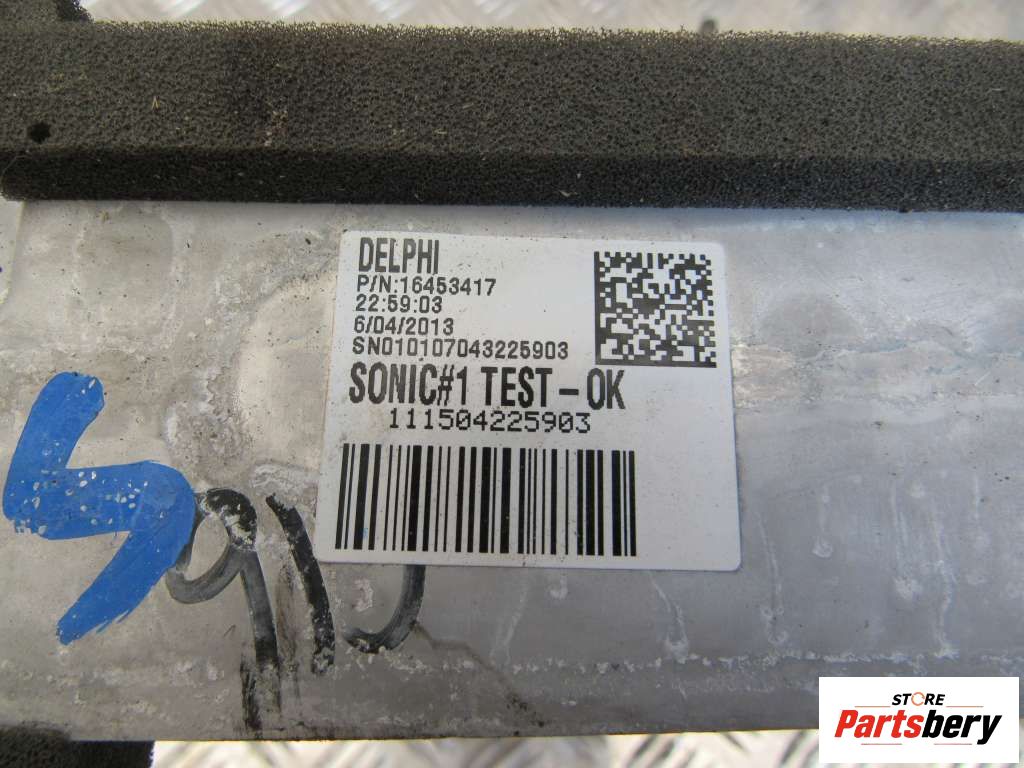 DELPHI
P/N:16453417
22:59:03
6/04/2013
SN010107043225903
SONIC#1 TEST-OK
111504225903
STORE
Partsbery